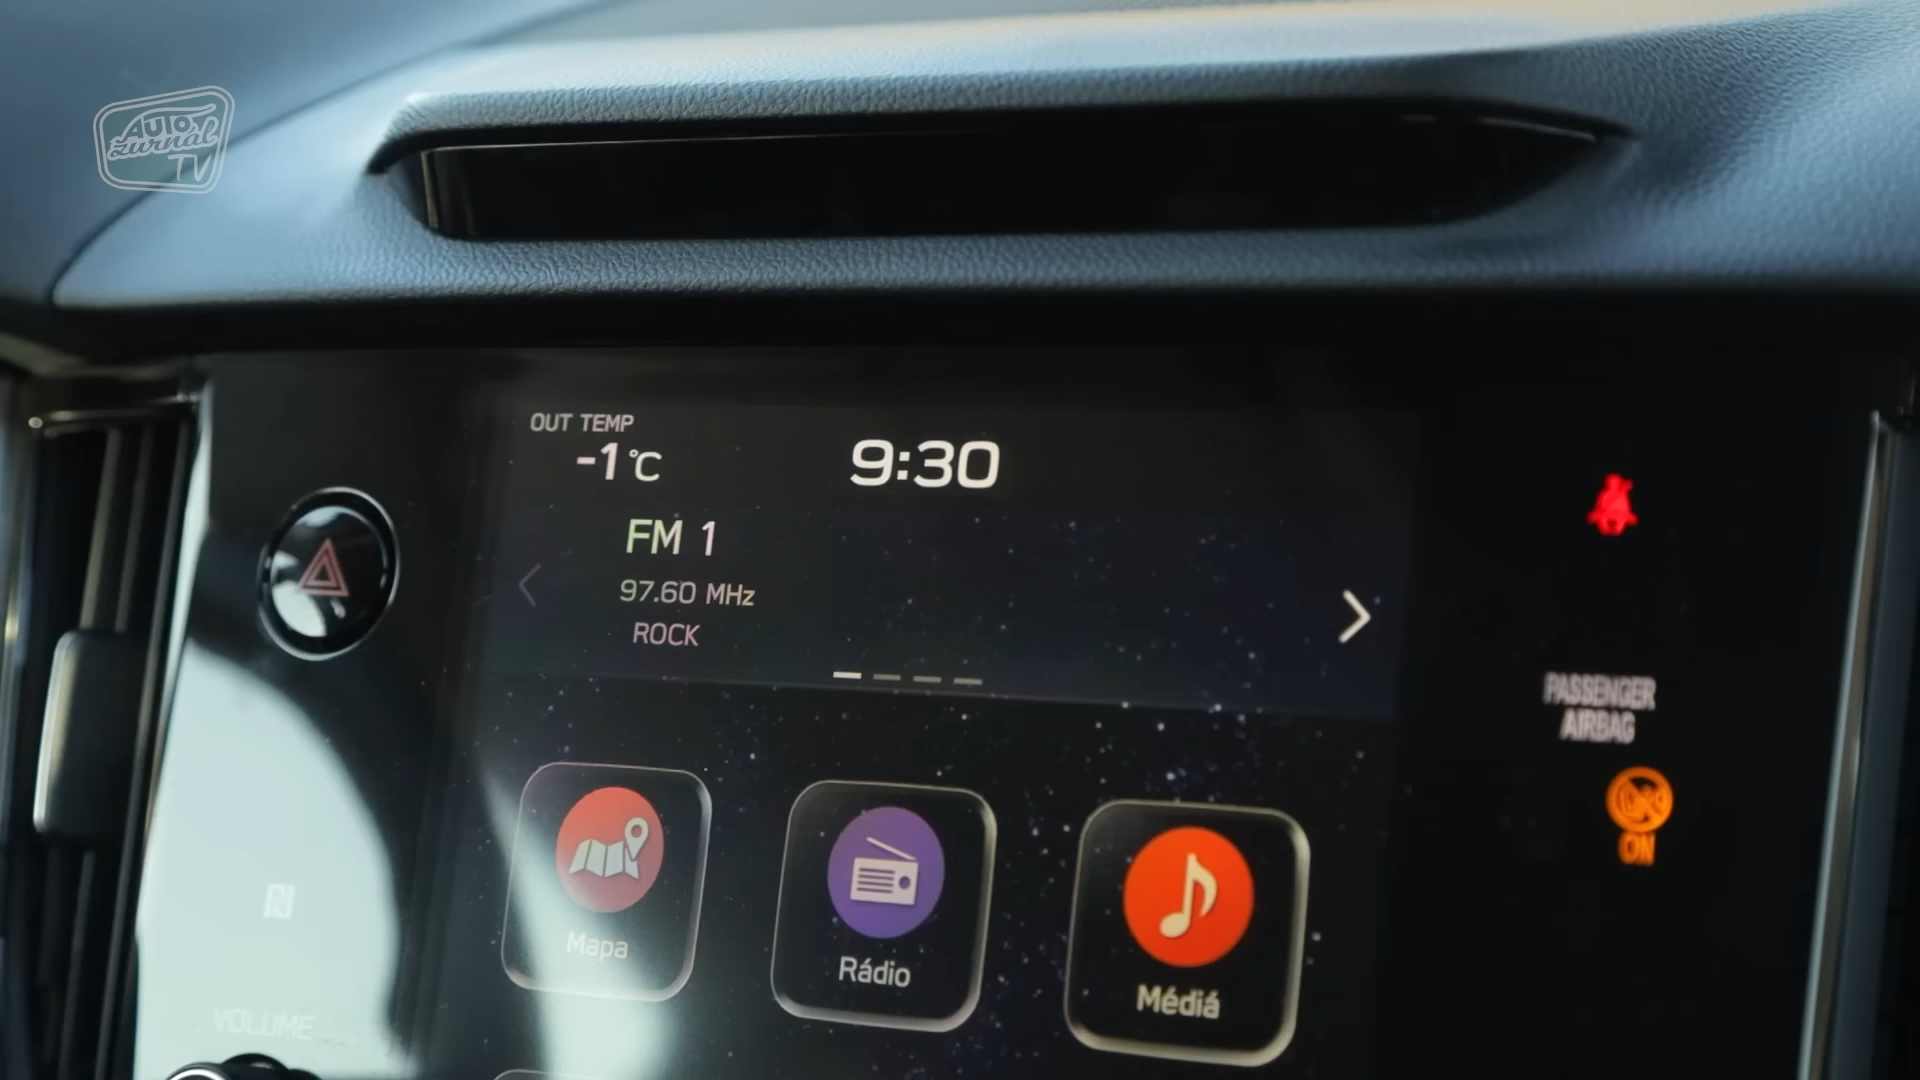 Auto
žurnál
TV
OUT TEMP
-1°C
9:30
FM 1
97.60 MHz
ROCK
PASSENGER
AIRBAG
ON
Mapa
Rádio
Médiá
N
VOLUME